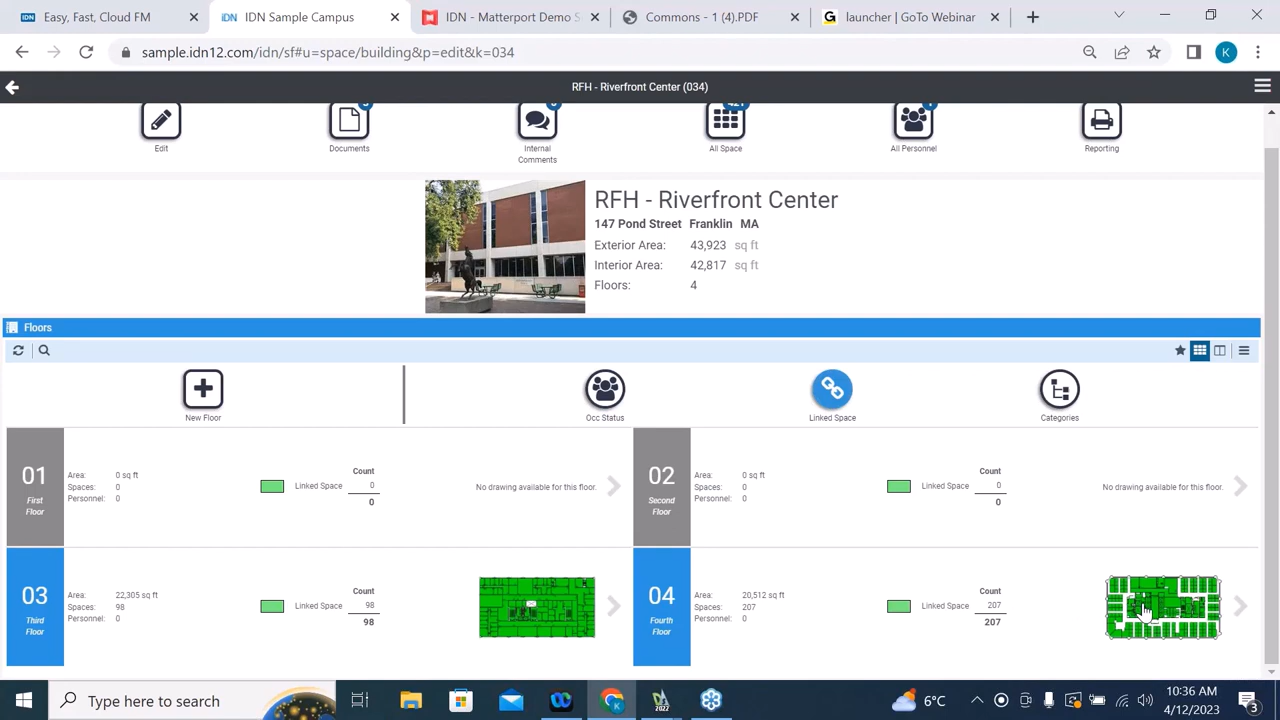 Easy, Fast, Cloud FM
IDN Sample Campus
IDN - Matterport Demo S
Commons - 1 (4).PDF
launcher | GoTo Webinar
sample.idn12.com/idn/sf#u=space/building&p=edit&k=034
K
RFH - Riverfront Center (034)
Edit
Documents
Internal
Comments
All Space
All Personnel
Reporting
RFH - Riverfront Center
147 Pond Street Franklin MA
Exterior Area: 43,923 sq ft
Interior Area: 42,817 sq ft
Floors: 4
Floors
New Floor
Occ Status
Linked Space
Categories
01
First
Floor
Area: 0 sq ft
Spaces: 0
Personnel: 0
Count
Linked Space 0
0
No drawing available for this floor.
02
Second
Floor
Area: 0 sq ft
Spaces: 0
Personnel: 0
Count
Linked Space 0
0
No drawing available for this floor.
03
Third
Floor
Area: 22,305 sq ft
Spaces: 98
Personnel: 0
Count
Linked Space 98
98
04
Fourth
Floor
Area: 20,512 sq ft
Spaces: 207
Personnel: 0
Count
Linked Space 207
207
Type here to search
2022
6°C
10:36 AM
4/12/2023
3